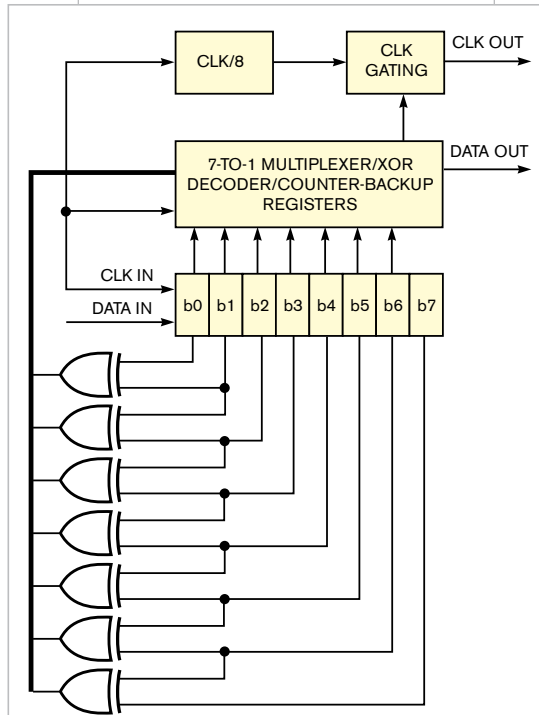 CLK/8
CLK
GATING
CLK OUT
7-TO-1 MULTIPLEXER/XOR
DECODER/COUNTER-BACKUP
REGISTERS
DATA OUT
CLK IN
DATA IN
b0 b1 b2 b3 b4 b5 b6 b7